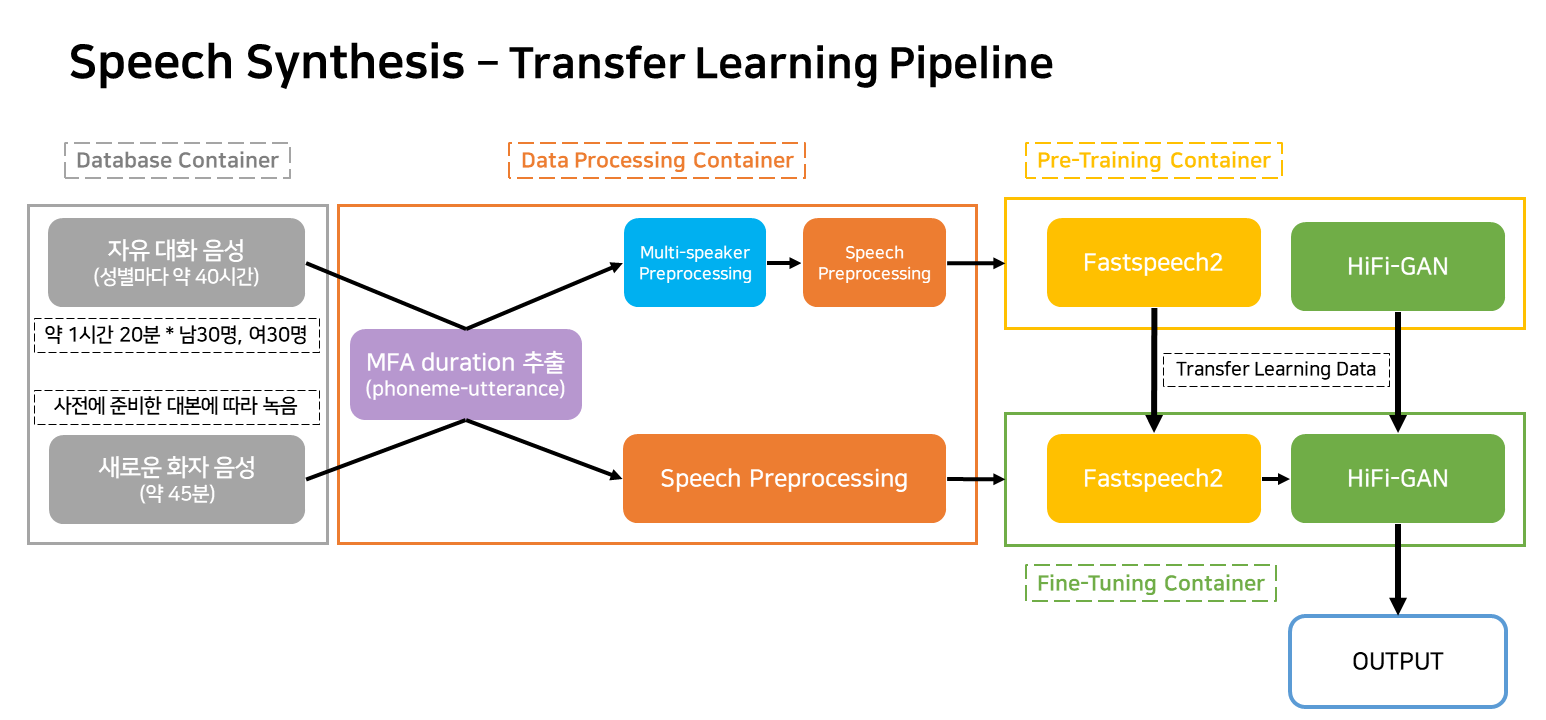 Speech Synthesis – Transfer Learning Pipeline
Database Container
Data Processing Container
Pre-Training Container
자유 대화 음성
(성별마다 약 40시간)
약 1시간 20분 * 남30명, 여30명
사전에 준비한 대본에 따라 녹음
새로운 화자 음성
(약 45분)
MFA duration 추출
(phoneme-utterance)
Multi-speaker
Preprocessing
Speech
Preprocessing
Speech Preprocessing
Fastspeech2
HiFi-GAN
Transfer Learning Data
Fastspeech2
HiFi-GAN
Fine-Tuning Container
OUTPUT